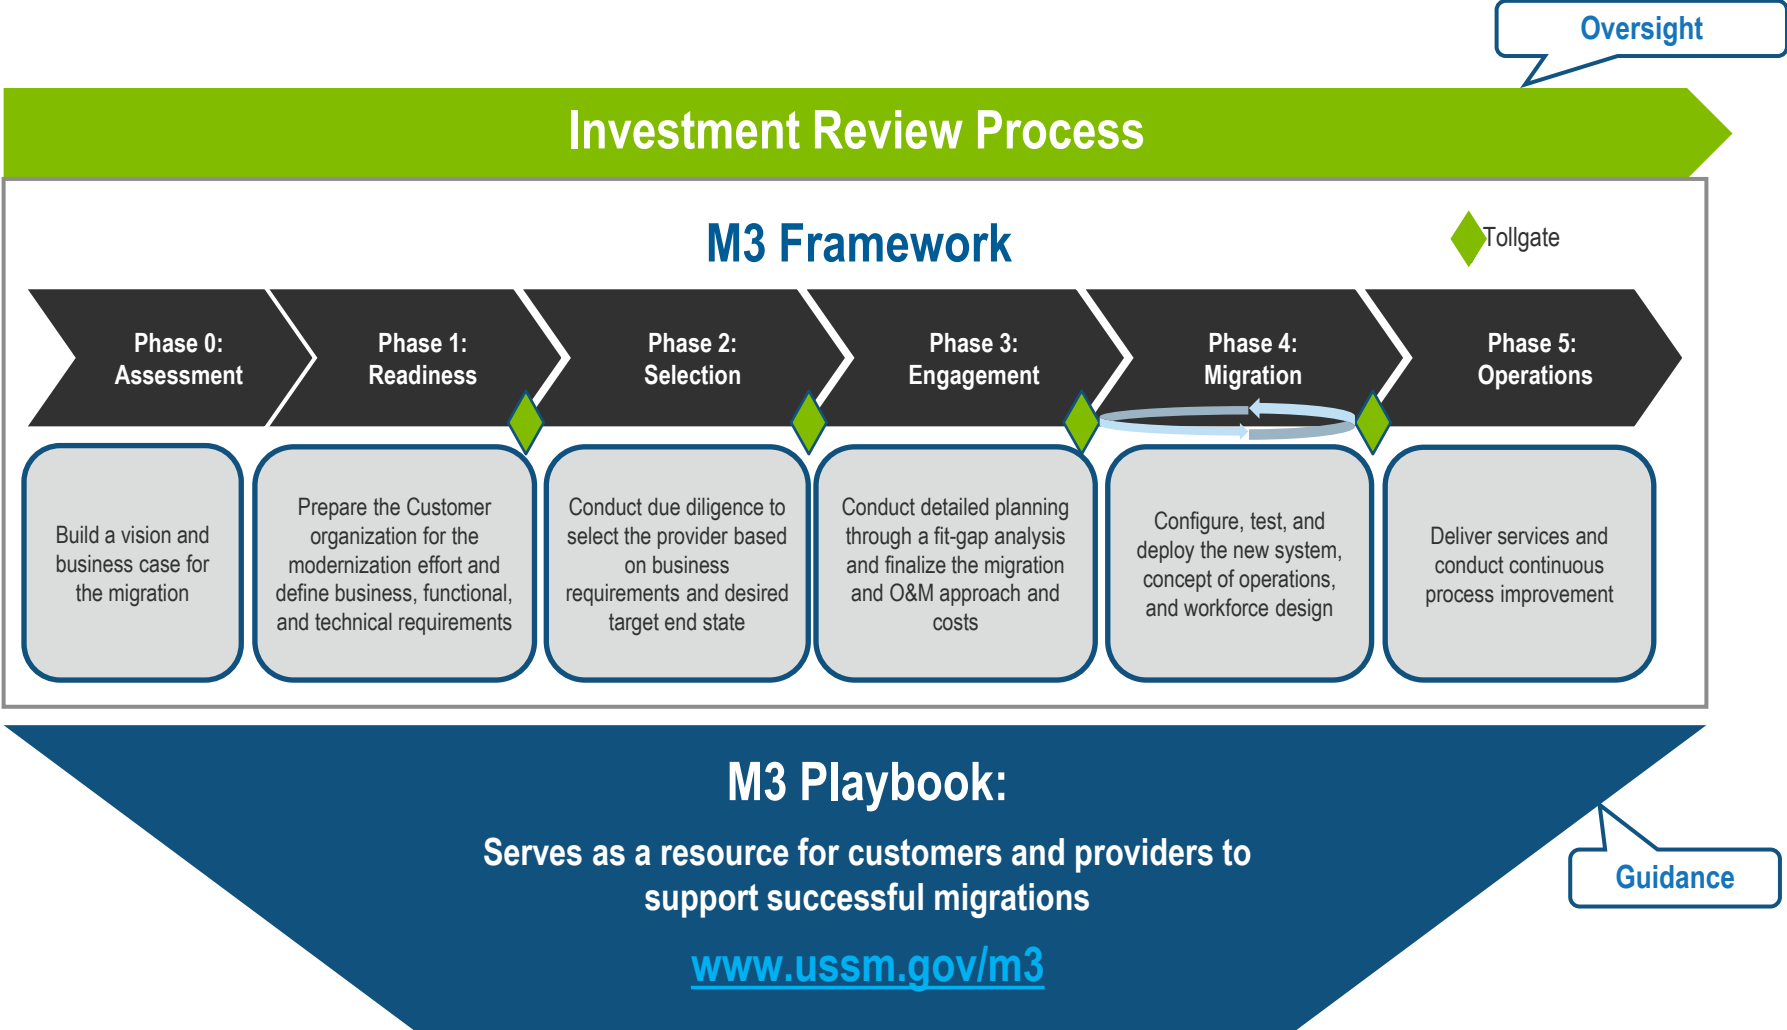 Oversight
Investment Review Process
M3 Framework
Tollgate
Phase 0:
Assessment
Phase 1:
Readiness
Phase 2:
Selection
Phase 3:
Engagement
Phase 4:
Migration
Phase 5:
Operations
Build a vision and
business case for
the migration
Prepare the Customer
organization for the
modernization effort and
define business, functional,
and technical requirements
Conduct due diligence to
select the provider based
on business
requirements and desired
target end state
Conduct detailed planning
through a fit-gap analysis
and finalize the migration
and O&M approach and
costs
Configure, test, and
deploy the new system,
concept of operations,
and workforce design
Deliver services and
conduct continuous
process improvement
M3 Playbook:
Serves as a resource for customers and providers to
support successful migrations
www.ussm.gov/m3
Guidance